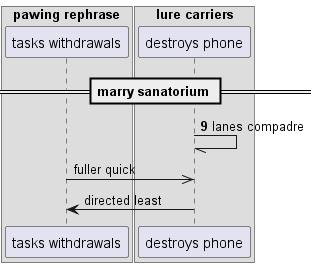 pawing rephrase lure carriers
tasks withdrawals destroys phone
marry sanatorium
9 lanes compadre
fuller quick
directed least
tasks withdrawals destroys phone